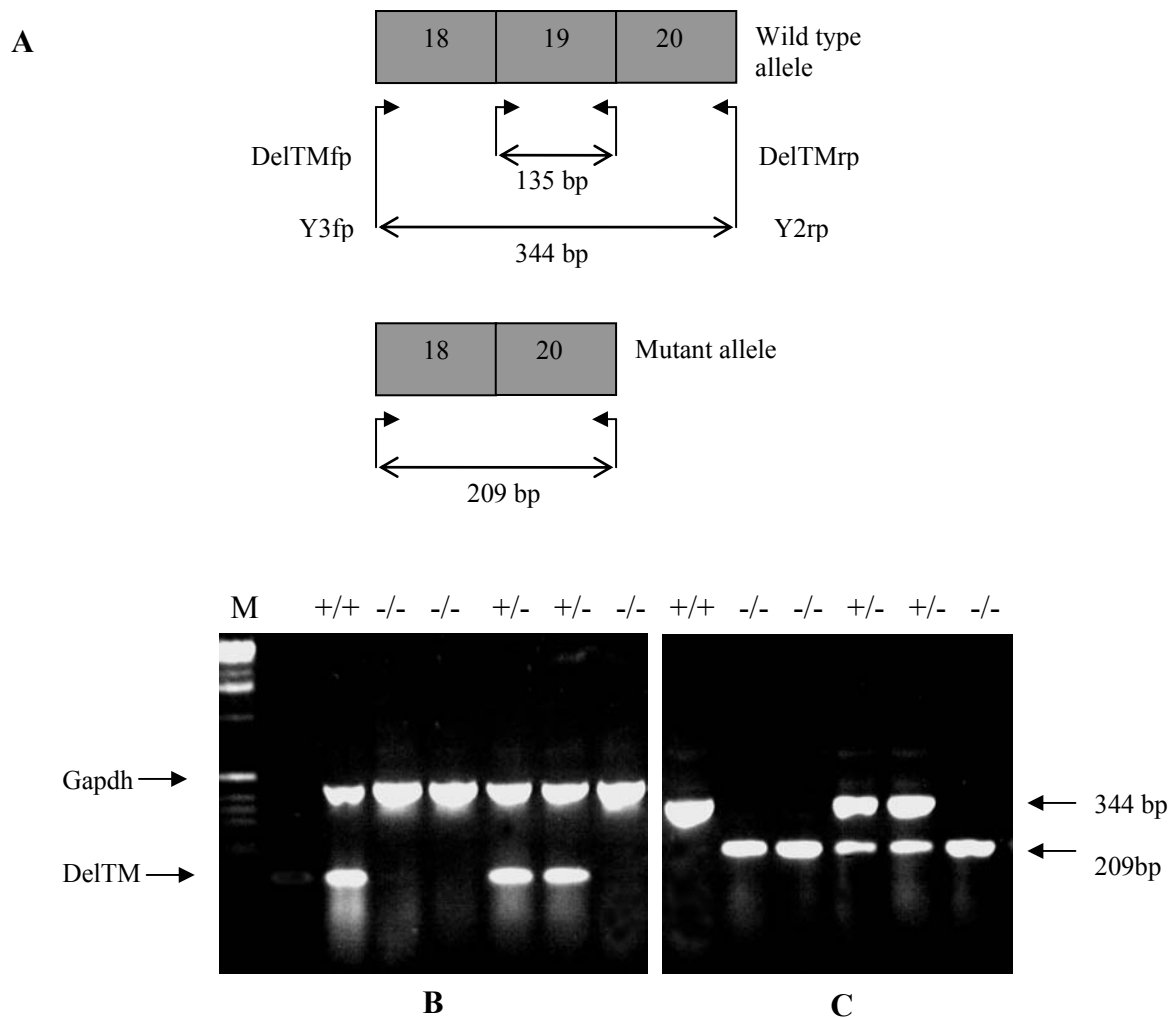 A
18 19 20
Wild type
allele
DelTMfp
DelTMrp
135 bp
Y3fp
Y2rp
344 bp
18 20
Mutant allele
209 bp
M +/+ -/- -/- +/- +/- -/- +/+ -/- -/- +/- +/- -/-
Gapdh
344 bp
DelTM
209bp
B
C